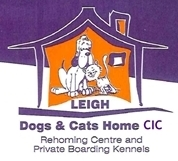 LEIGH
Dogs & Cats Home CIC
Rehoming Centre and
Private Boarding Kennels